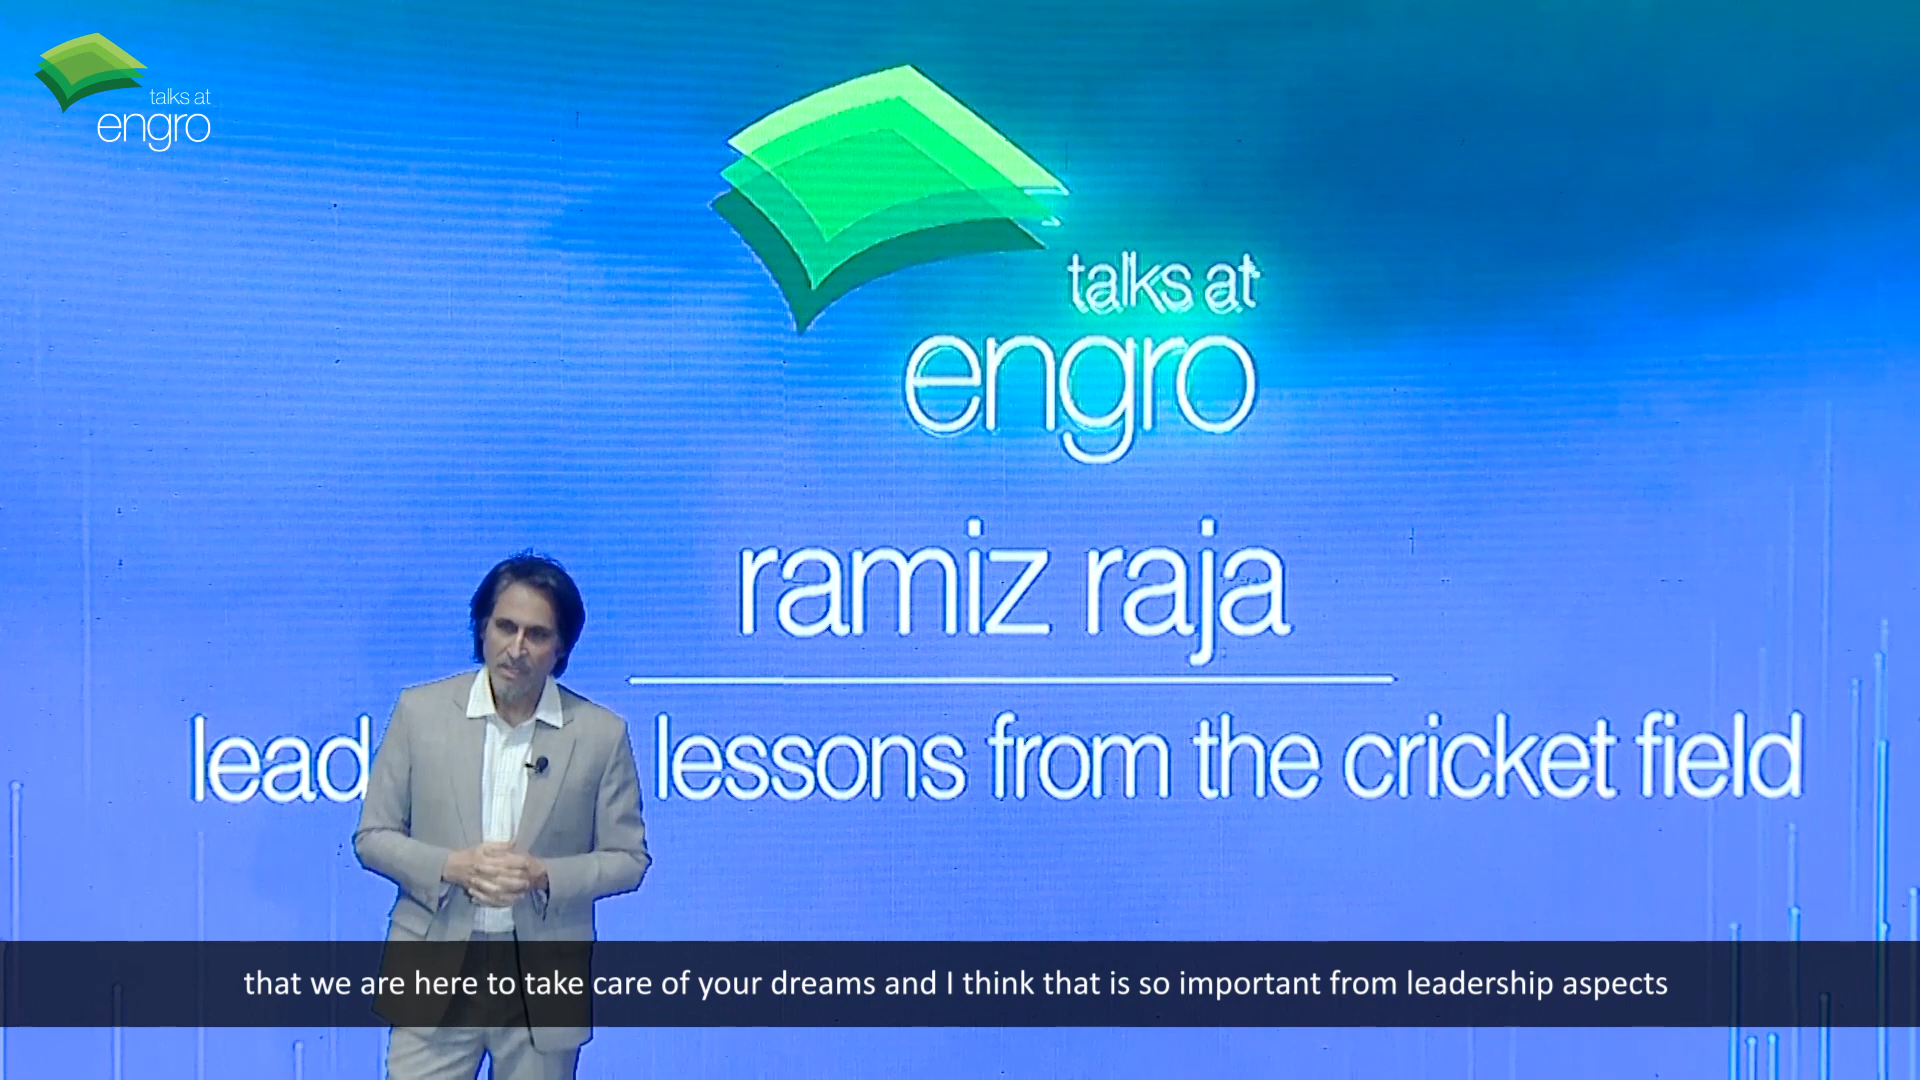 talks at
engro
talks at
engro
ramiz raja
lead lessons from the cricket field
that we are here to take care of your dreams and I think that is so important from leadership aspects